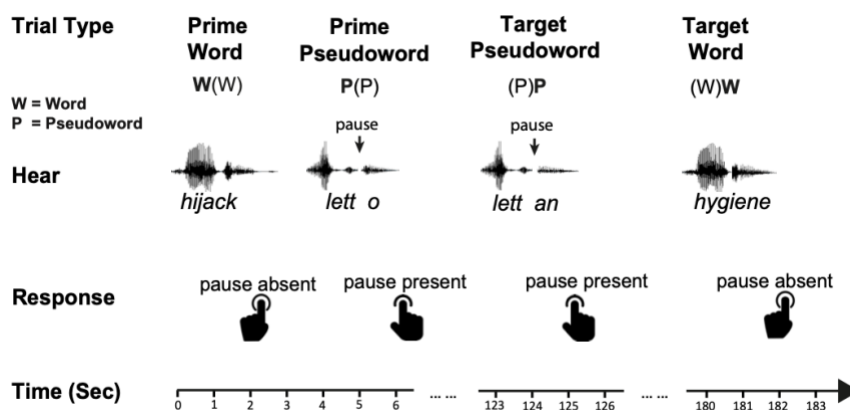 Trial Type Prime Word Prime Pseudoword Target Pseudoword Target Word
W(W) P(P) (P)P (W)W
W = Word
P = Pseudoword
pause pause
Hear
hijack lett o lett an hygiene
pause absent pause present pause present pause absent
Response
Time (Sec)
0 1 2 3 4 5 6 ... ... 123 124 125 126 ... ... 180 181 182 183